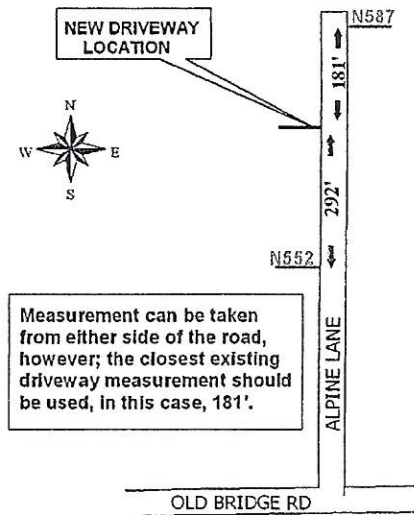 N587
NEW DRIVEWAY
LOCATION
181'
N
W E
S
292'
N552
Measurement can be taken
from either side of the road,
however; the closest existing
driveway measurement should
be used, in this case, 181'.
ALPINE LANE
OLD BRIDGE RD